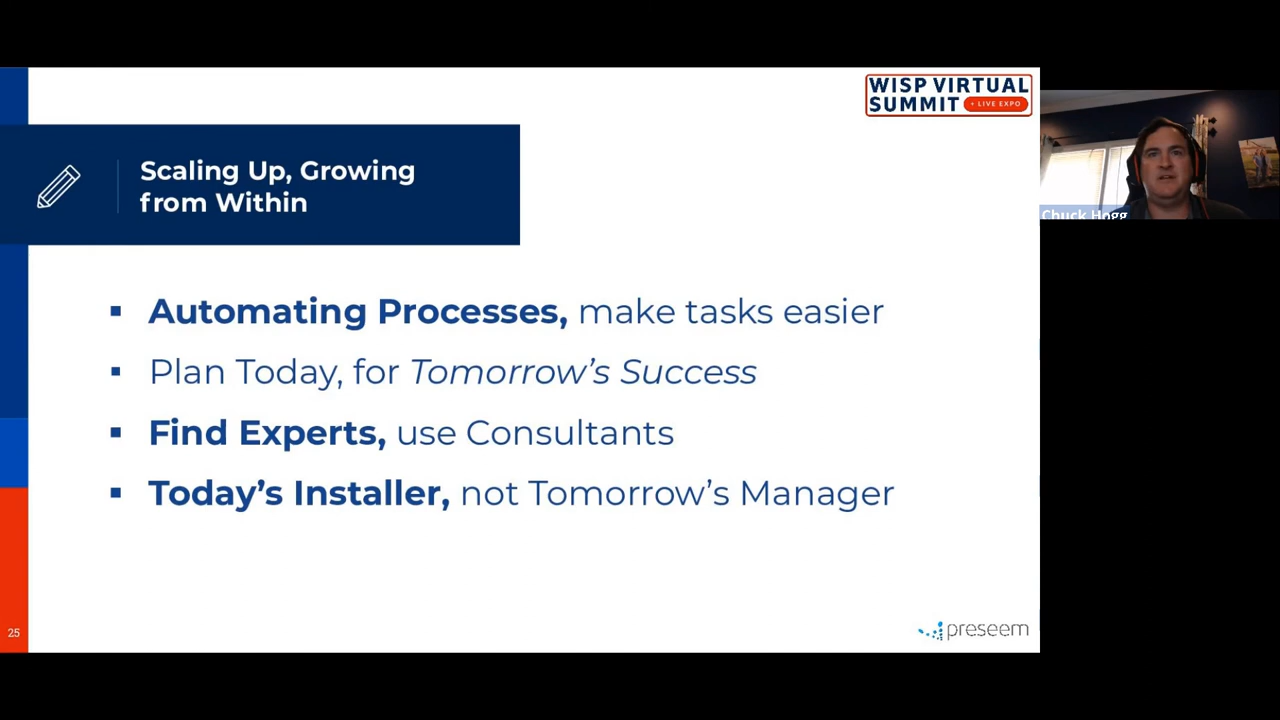 WISP VIRTUAL
SUMMIT + LIVE EXPO
Scaling Up, Growing
from Within
▪ Automating Processes, make tasks easier
▪ Plan Today, for Tomorrow’s Success
▪ Find Experts, use Consultants
▪ Today’s Installer, not Tomorrow’s Manager
25
preseem
Chuck Hogg